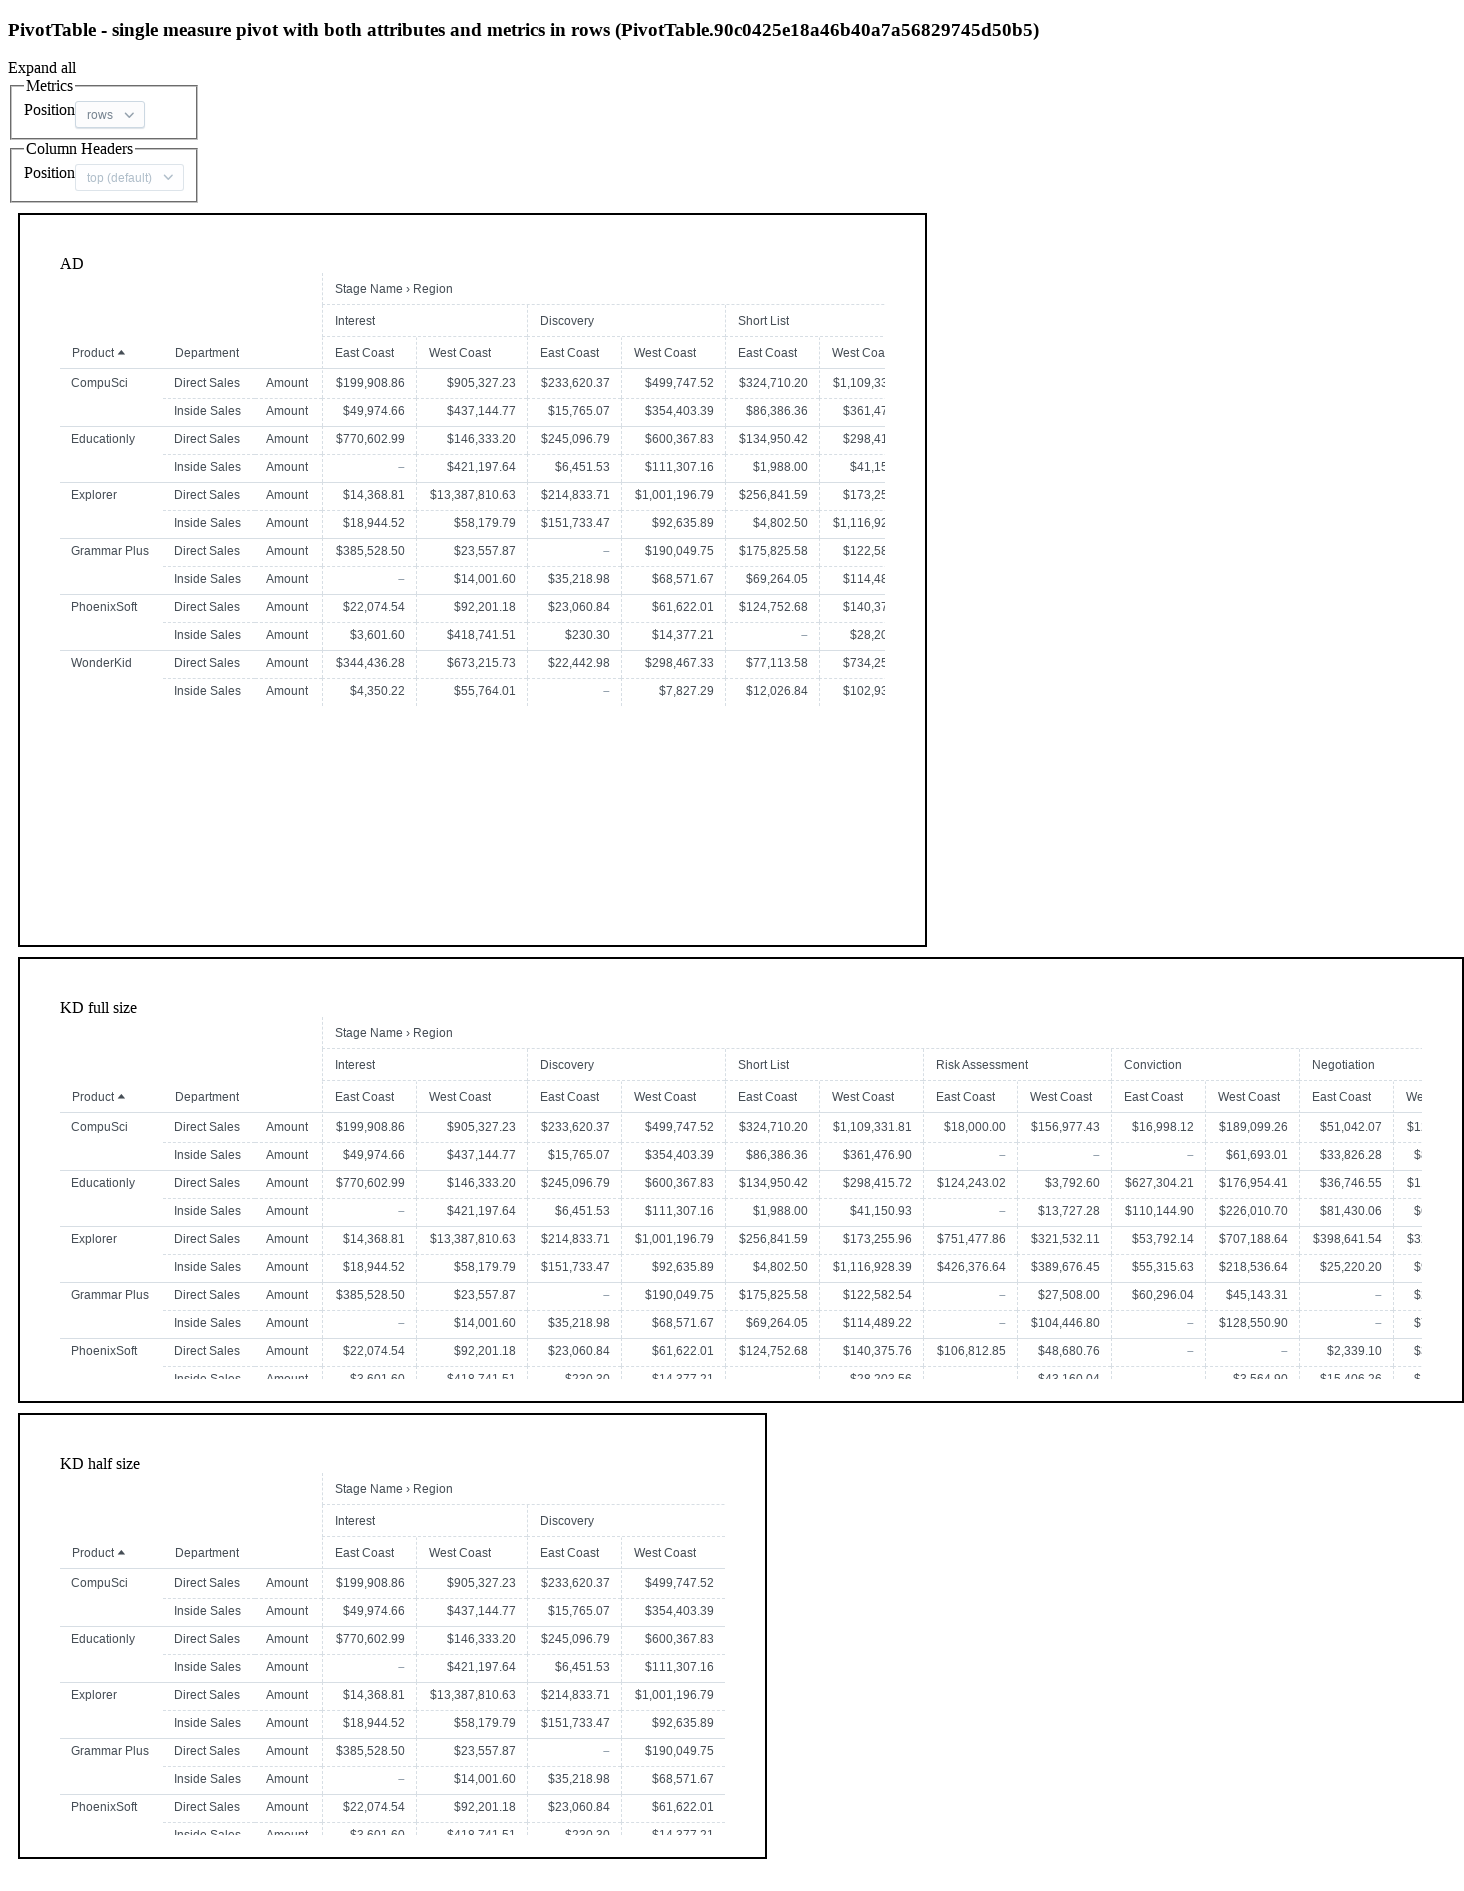 PivotTable - single measure pivot with both attributes and metrics in rows (PivotTable.90c0425e18a46b40a7a56829745d50b5)
Expand all
Metrics
Position rows
Column Headers
Position top (default)
AD
Stage Name › Region
Interest Discovery Short List
Product Department East Coast West Coast East Coast West Coast East Coast West Coa
CompuSci Direct Sales Amount $199,908.86 $905,327.23 $233,620.37 $499,747.52 $324,710.20 $1,109,33
Inside Sales Amount $49,974.66 $437,144.77 $15,765.07 $354,403.39 $86,386.36 $361,47
Educationly Direct Sales Amount $770,602.99 $146,333.20 $245,096.79 $600,367.83 $134,950.42 $298,41
Inside Sales Amount – $421,197.64 $6,451.53 $111,307.16 $1,988.00 $41,15
Explorer Direct Sales Amount $14,368.81 $13,387,810.63 $214,833.71 $1,001,196.79 $256,841.59 $173,25
Inside Sales Amount $18,944.52 $58,179.79 $151,733.47 $92,635.89 $4,802.50 $1,116,92
Grammar Plus Direct Sales Amount $385,528.50 $23,557.87 – $190,049.75 $175,825.58 $122,58
Inside Sales Amount – $14,001.60 $35,218.98 $68,571.67 $69,264.05 $114,48
PhoenixSoft Direct Sales Amount $22,074.54 $92,201.18 $23,060.84 $61,622.01 $124,752.68 $140,37
Inside Sales Amount $3,601.60 $418,741.51 $230.30 $14,377.21 – $28,20
WonderKid Direct Sales Amount $344,436.28 $673,215.73 $22,442.98 $298,467.33 $77,113.58 $734,25
Inside Sales Amount $4,350.22 $55,764.01 – $7,827.29 $12,026.84 $102,93
KD full size
Stage Name › Region
Interest Discovery Short List Risk Assessment Conviction Negotiation
Product Department East Coast West Coast East Coast West Coast East Coast West Coast East Coast West Coast East Coast West Coast East Coast We
CompuSci Direct Sales Amount $199,908.86 $905,327.23 $233,620.37 $499,747.52 $324,710.20 $1,109,331.81 $18,000.00 $156,977.43 $16,998.12 $189,099.26 $51,042.07
Inside Sales Amount $49,974.66 $437,144.77 $15,765.07 $354,403.39 $86,386.36 $361,476.90 – – – $61,693.01 $33,826.28
Educationly Direct Sales Amount $770,602.99 $146,333.20 $245,096.79 $600,367.83 $134,950.42 $298,415.72 $124,243.02 $3,792.60 $627,304.21 $176,954.41 $36,746.55
Inside Sales Amount – $421,197.64 $6,451.53 $111,307.16 $1,988.00 $41,150.93 – $13,727.28 $110,144.90 $226,010.70 $81,430.06
Explorer Direct Sales Amount $14,368.81 $13,387,810.63 $214,833.71 $1,001,196.79 $256,841.59 $173,255.96 $751,477.86 $321,532.11 $53,792.14 $707,188.64 $398,641.54
Inside Sales Amount $18,944.52 $58,179.79 $151,733.47 $92,635.89 $4,802.50 $1,116,928.39 $426,376.64 $389,676.45 $55,315.63 $218,536.64 $25,220.20
Grammar Plus Direct Sales Amount $385,528.50 $23,557.87 – $190,049.75 $175,825.58 $122,582.54 – $27,508.00 $60,296.04 $45,143.31 –
Inside Sales Amount – $14,001.60 $35,218.98 $68,571.67 $69,264.05 $114,489.22 – $104,446.80 – $128,550.90 –
PhoenixSoft Direct Sales Amount $22,074.54 $92,201.18 $23,060.84 $61,622.01 $124,752.68 $140,375.76 $106,812.85 $48,680.76 – – $2,339.10
Inside Sales Amount $3,601.60 $418,741.51 $230.30 $14,377.21 $28,203.56 $43,160.04 $3,564.90 $15,406.26
KD half size
Stage Name › Region
Interest Discovery
Product Department East Coast West Coast East Coast West Coast
CompuSci Direct Sales Amount $199,908.86 $905,327.23 $233,620.37 $499,747.52
Inside Sales Amount $49,974.66 $437,144.77 $15,765.07 $354,403.39
Educationly Direct Sales Amount $770,602.99 $146,333.20 $245,096.79 $600,367.83
Inside Sales Amount – $421,197.64 $6,451.53 $111,307.16
Explorer Direct Sales Amount $14,368.81 $13,387,810.63 $214,833.71 $1,001,196.79
Inside Sales Amount $18,944.52 $58,179.79 $151,733.47 $92,635.89
Grammar Plus Direct Sales Amount $385,528.50 $23,557.87 – $190,049.75
Inside Sales Amount – $14,001.60 $35,218.98 $68,571.67
PhoenixSoft Direct Sales Amount $22,074.54 $92,201.18 $23,060.84 $61,622.01
Inside Sales Amount $3,601.60 $418,741.51 $230.30 $14,377.21